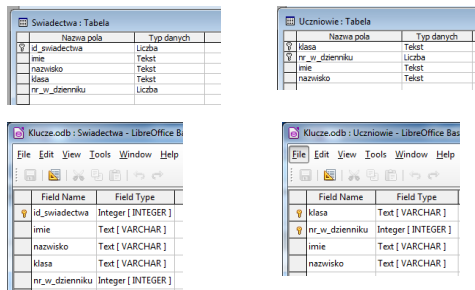 Swiadectwa : Tabela
Nazwa pola Typ danych
id_swiadectwa Liczba
imie Tekst
nazwisko Tekst
klasa Tekst
nr_w_dzienniku Liczba
Uczniowie : Tabela
Nazwa pola Typ danych
klasa Tekst
nr_w_dzienniku Liczba
imie Tekst
nazwisko Tekst
Klucze.odb : Swiadectwa - LibreOffice Ba
File Edit View Tools Window Help
Field Name Field Type
id_swiadectwa Integer [ INTEGER ]
imie Text [ VARCHAR ]
nazwisko Text [ VARCHAR ]
klasa Text [ VARCHAR ]
nr_w_dzienniku Integer [ INTEGER ]
Klucze.odb : Uczniowie - LibreOffice Bas
File Edit View Tools Window Help
Field Name Field Type
klasa Text [ VARCHAR ]
nr_w_dzienniku Integer [ INTEGER ]
imie Text [ VARCHAR ]
nazwisko Text [ VARCHAR ]